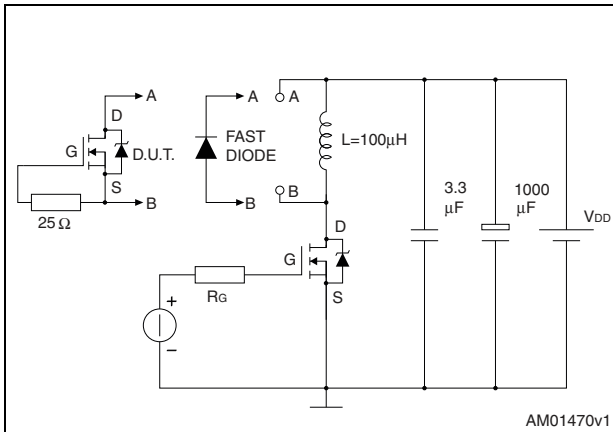 A
A
A
D
FAST
DIODE
L=100μH
G
D.U.T.
S
B
B
B
25 Ω
D
3.3
μF
1000
μF
VDD
G
S
RG
+
−
AM01470v1